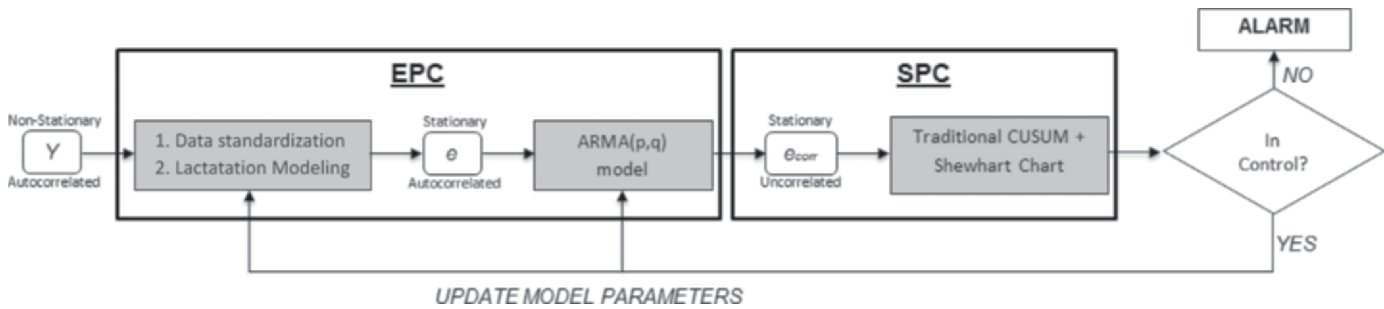 ALARM
EPC
SPC
NO
Non-Stationary
Y
Autocorrelated
1. Data standardization
2. Lactatation Modeling
Stationary
e
Autocorrelated
ARMA(p,q)
model
Stationary
ecorr
Uncorrelated
Traditional CUSUM +
Shewhart Chart
In
Control?
YES
UPDATE MODEL PARAMETERS